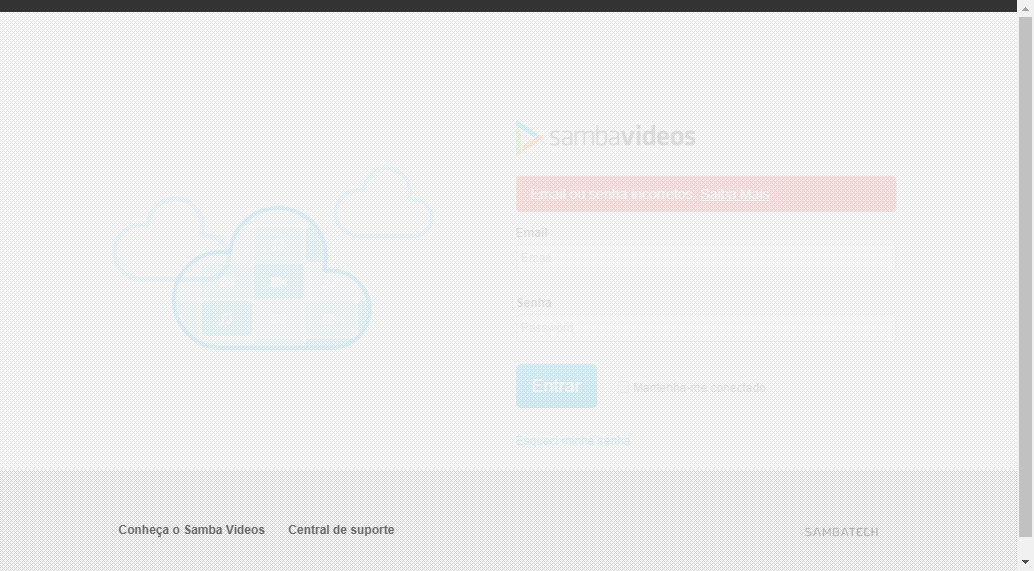 sambavideos
Email ou senha incorretos. Saiba Mais
Email
Email
Senha
Password
Entrar
Mantenha-me conectado
Esqueci minha senha
Conheça o Samba Videos
Central de suporte
SAMBATECH